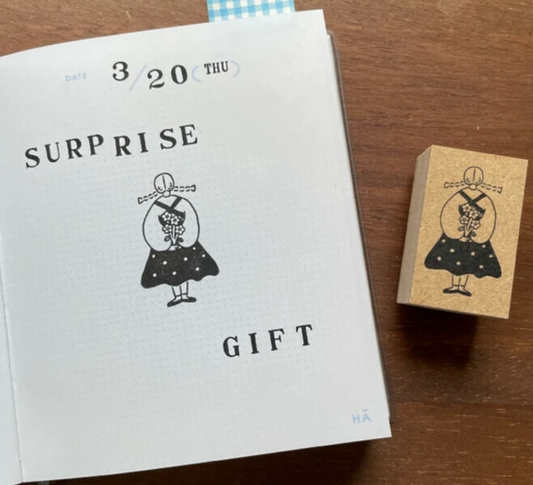 DATE 3/20(THU)
SURPRISE
GIFT
HĀ